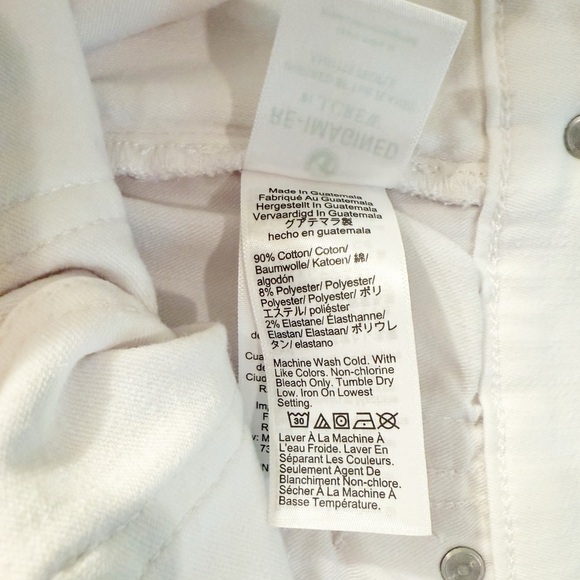 RE-IMAGINED
BY J.CREW
Made In Guatemala
Fabriqué Au Guatemala
Hergestellt In Guatemala
Vervaardigd In Guatemala
グアテマラ製
hecho en guatemala
90% Cotton/ Coton/
Baumwolle/ Katoen/ 綿/
algodón
8% Polyester/ Polyester/
Polyester/ Polyester/ ポリ
エステル/ poliéster
2% Elastane/ Élasthanne/
Elastan/ Elastaan/ ポリウレ
タン/ elastano
Machine Wash Cold. With
Like Colors. Non-chlorine
Bleach Only. Tumble Dry
Low. Iron On Lowest
Setting.
30
Laver À La Machine À
L'eau Froide. Laver En
Séparant Les Couleurs.
Seulement Agent De
Blanchiment Non-chlore.
Sécher À La Machine À
Basse Température.